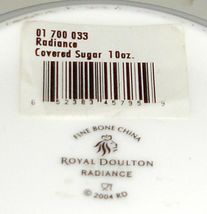 01 700 033
Radiance
Covered Sugar 10oz.
6 52383 45795 9
FINE BONE CHINA
ROYAL DOULTON
RADIANCE
© 2004 RD